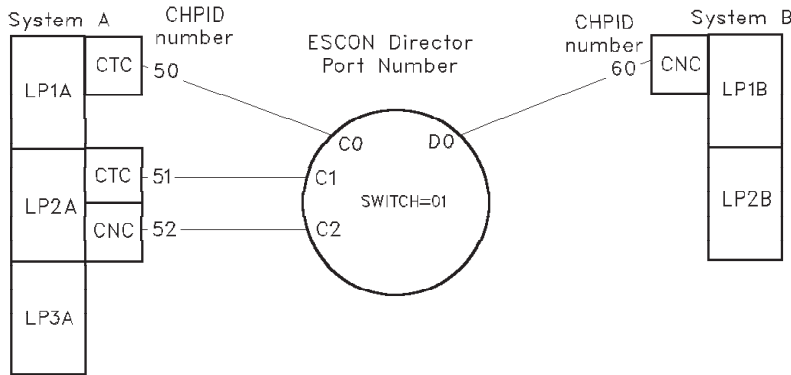 System A
CHPID
number
ESCON Director
Port Number
CHPID
number
System B
LP1A
CTC
50
60
CNC
LP1B
C0
D0
LP2A
CTC
51
C1
SWITCH=01
LP2B
CNC
52
C2
LP3A